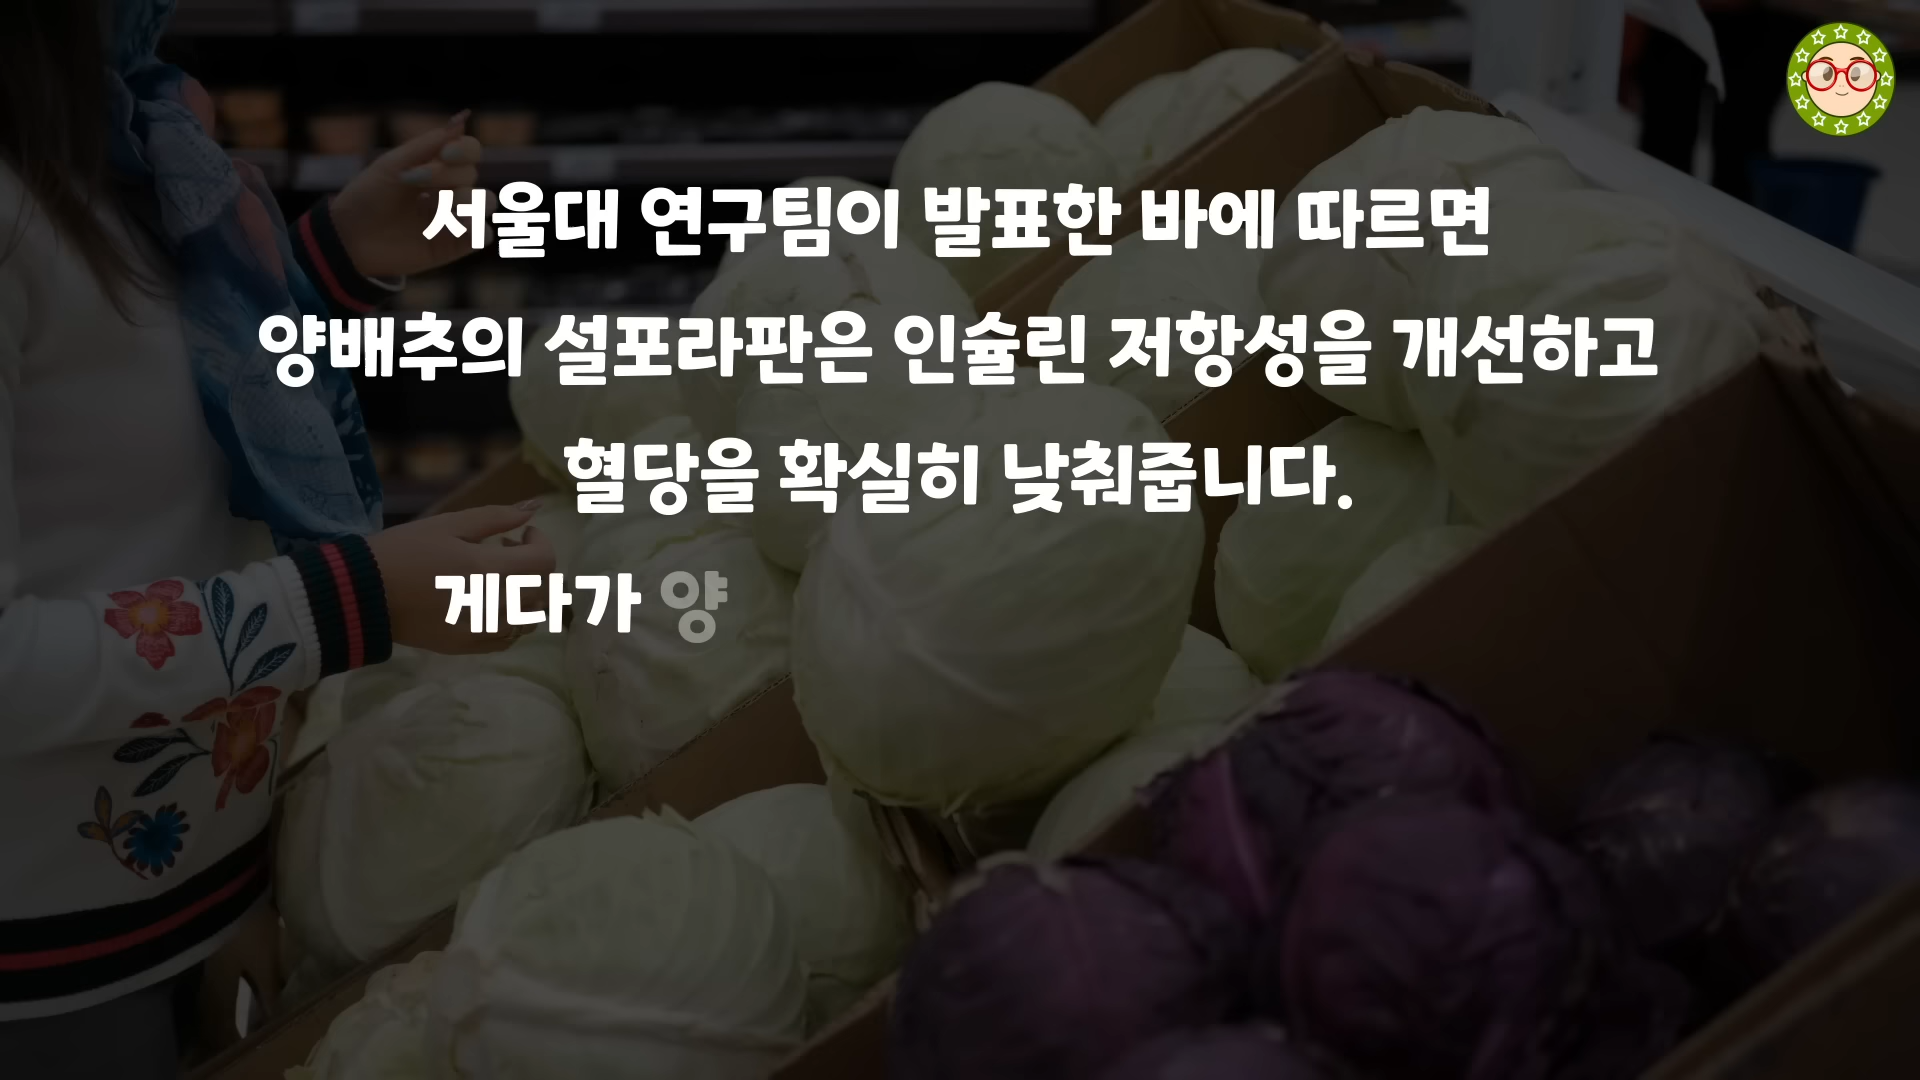 서울대 연구팀이 발표한 바에 따르면
양배추의 설포라판은 인슐린 저항성을 개선하고
혈당을 확실히 낮춰줍니다.
게다가 양